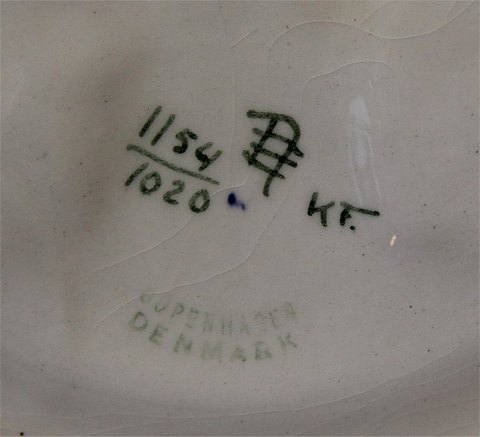 1154
1020
KF.
COPENHAGEN
DENMARK